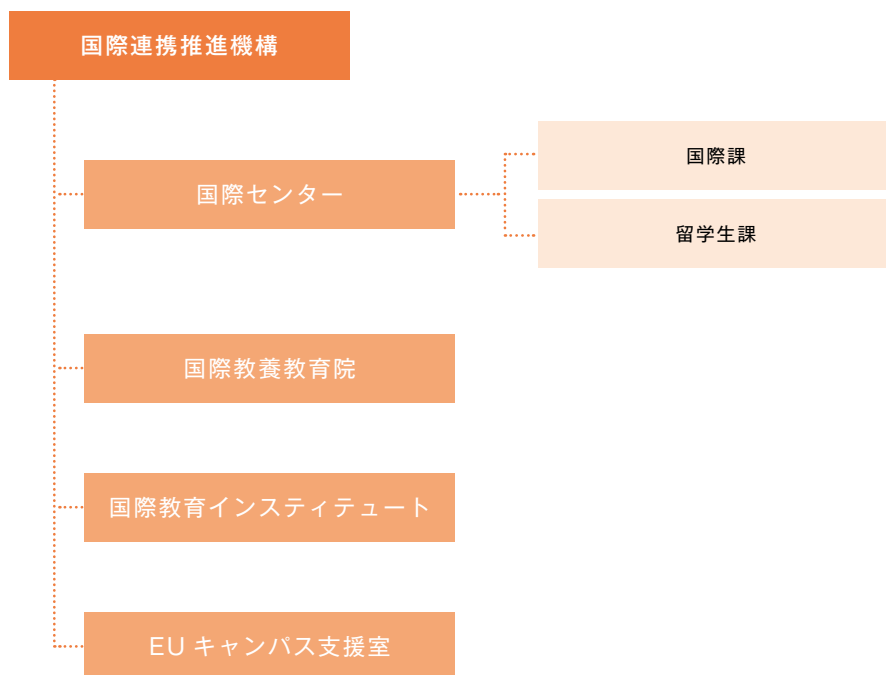 国際連携推進機構
国際センター
国際課
留学生課
国際教養教育院
国際教育インスティテュート
EU キャンパス支援室